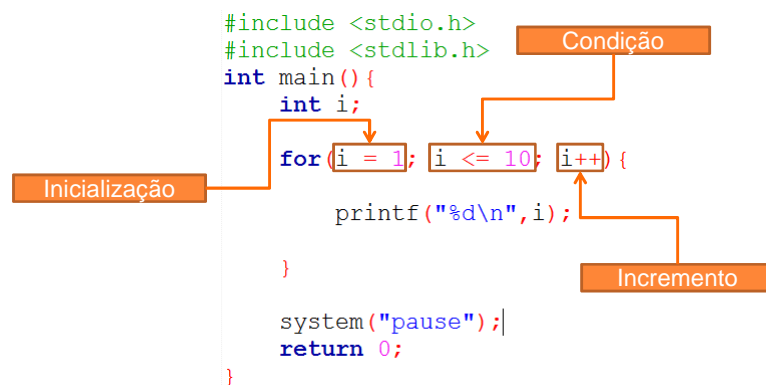 #include <stdio.h>
#include <stdlib.h>
Condição
int main(){
int i;
for(i = 1; i <= 10; i++){
Inicialização
printf("%d\n",i);
}
Incremento
system("pause");
return 0;
}